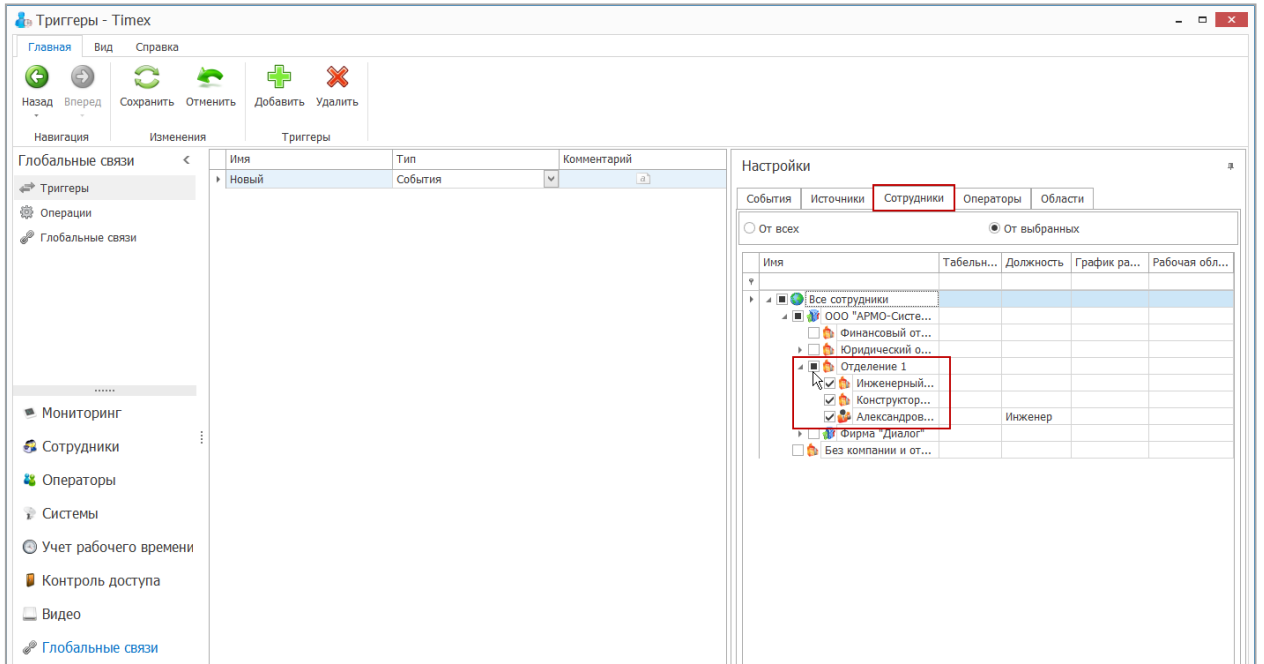 Триггеры - Timex
Главная Вид Справка
Назад Вперед Сохранить Отменить Добавить Удалить
Навигация Изменения Триггеры
Глобальные связи
Триггеры
Операции
Глобальные связи
Мониторинг
Сотрудники
Операторы
Системы
Учет рабочего времени
Контроль доступа
Видео
Глобальные связи
Имя Тип Комментарий
Новый События a
Настройки
События Источники Сотрудники Операторы Области
От всех От выбранных
Имя Табельн... Должность График ра... Рабочая обл...
Все сотрудники
ООО "АРМО-Систе...
Финансовый от...
Юридический о...
Отделение 1
Инженерный...
Конструктор...
Александров... Инженер
Фирма "Диалог"
Без компании и от...